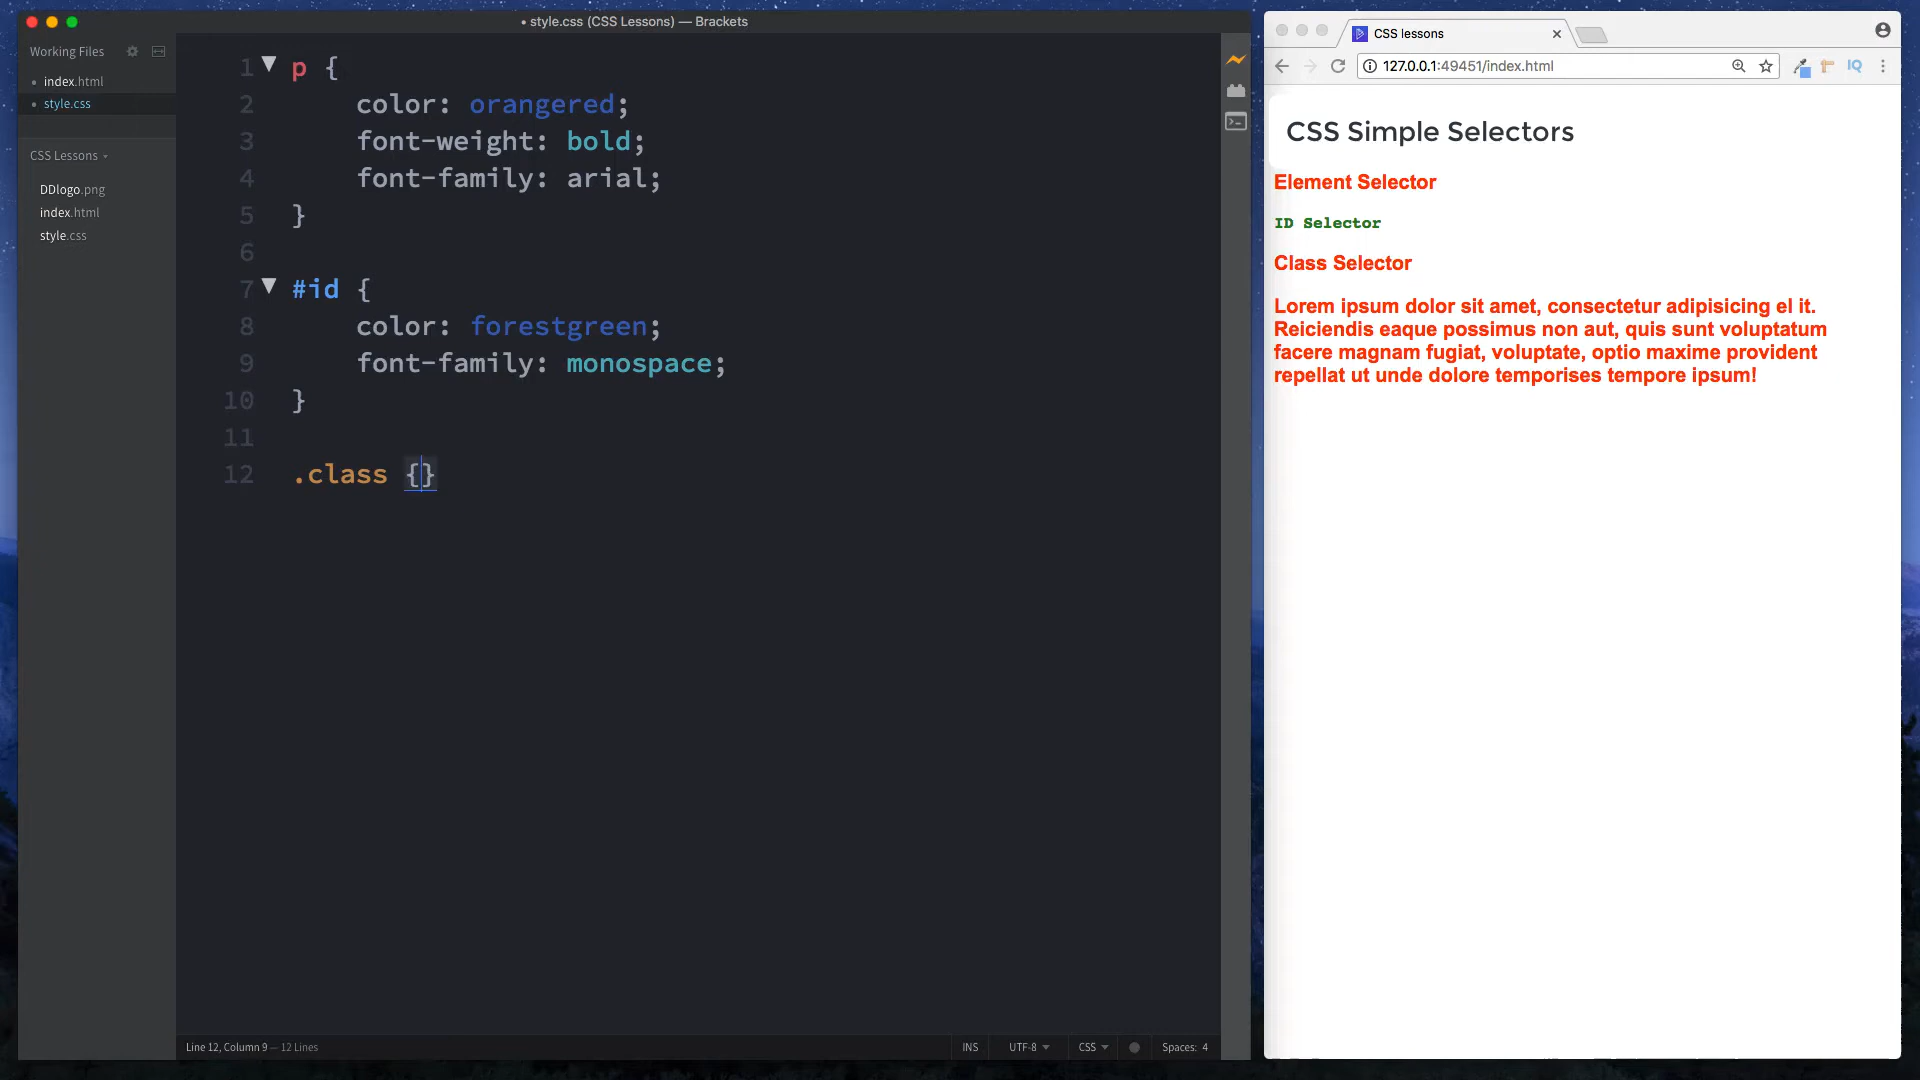 • style.css (CSS Lessons) — Brackets
Working Files
• index.html
• style.css
CSS Lessons
DDlogo.png
index.html
style.css
1 p {
2 color: orangered;
3 font-weight: bold;
4 font-family: arial;
5 }
6
7 #id {
8 color: forestgreen;
9 font-family: monospace;
10 }
11
12 .class {}
Line 12, Column 9 — 12 Lines
INS UTF-8 CSS Spaces: 4
CSS lessons
127.0.0.1:49451/index.html
IQ
CSS Simple Selectors
Element Selector
ID Selector
Class Selector
Lorem ipsum dolor sit amet, consectetur adipisicing el it.
Reiciendis eaque possimus non aut, quis sunt voluptatum
facere magnam fugiat, voluptate, optio maxime provident
repellat ut unde dolore temporises tempore ipsum!